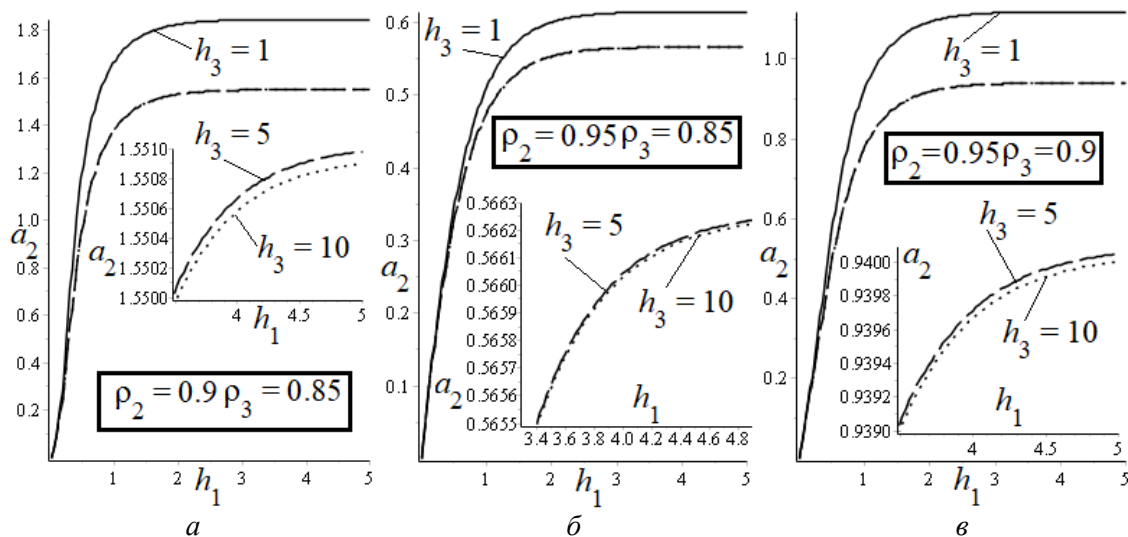 1.8
1.6
1.4
1.2
1.0
a₂
0.8
0.6
0.4
0.2
h₃ = 1
a₂
1.5510
1.5508
1.5506
1.5504
1.5502
1.5500
h₃ = 5
h₃ = 10
4 4.5 5
h₁
ρ₂ = 0.9 ρ₃ = 0.85
1 2 3 4 5
h₁
а
0.6
0.5
0.4
0.3
a₂
0.2
0.1
h₃ = 1
ρ₂ = 0.95 ρ₃ = 0.85
0.5663
0.5662
0.5661
0.5660
0.5659
0.5657
0.5656
0.5655
a₂
h₃ = 5
h₃ = 10
h₁
3.4 3.6 3.8 4.0 4.2 4.4 4.6 4.8
1 2 3 4 5
h₁
б
1.0
0.8
0.6
a₂
0.4
0.2
h₃ = 1
ρ₂ = 0.95 ρ₃ = 0.9
h₃ = 5
a₂
0.9400
0.9398
0.9396
0.9394
0.9392
0.9390
h₃ = 10
h₁
4 4.5 5
1 2 3 4 5
h₁
в